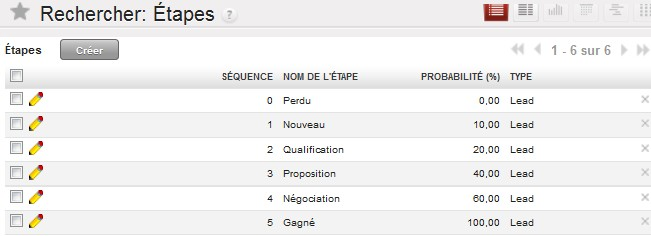 Rechercher: Étapes ?
Étapes Créer 1 - 6 sur 6
SÉQUENCE NOM DE L'ÉTAPE PROBABILITÉ (%) TYPE
0 Perdu 0,00 Lead
1 Nouveau 10,00 Lead
2 Qualification 20,00 Lead
3 Proposition 40,00 Lead
4 Négociation 60,00 Lead
5 Gagné 100,00 Lead